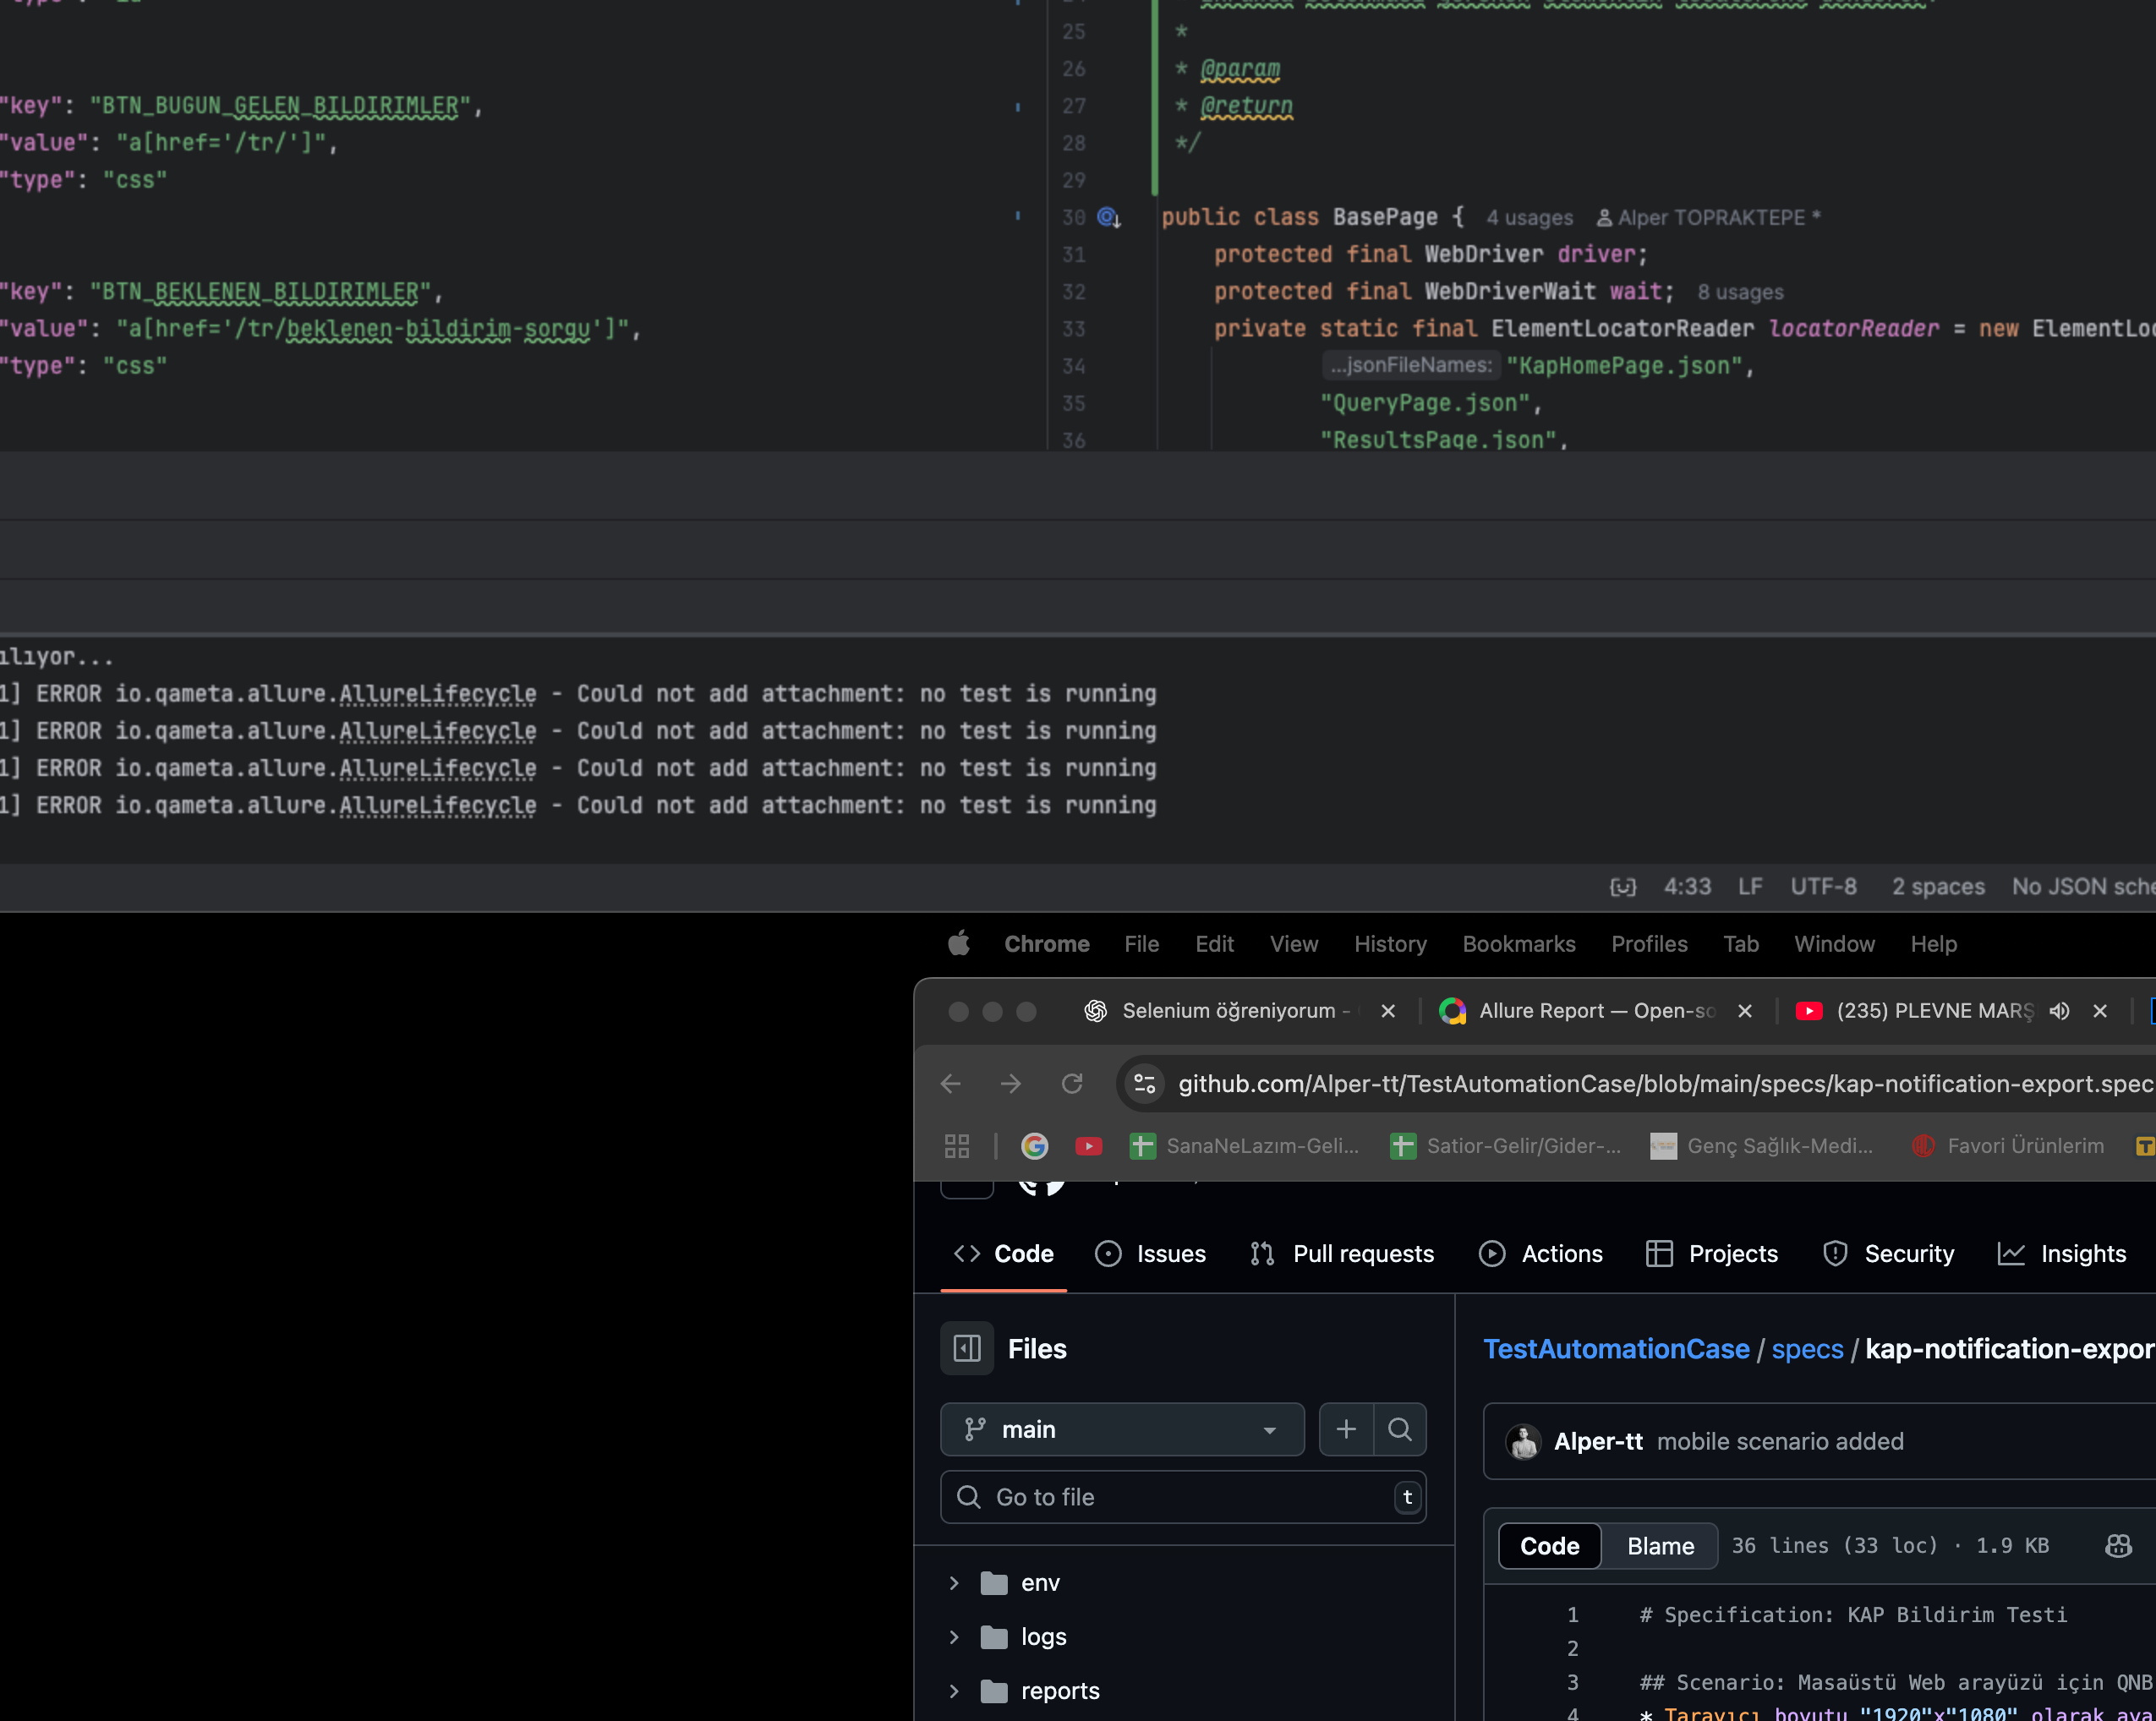 "key": "BTN_BUGUN_GELEN_BILDIRIMLER",
"value": "a[href='/tr/']",
"type": "css"
"key": "BTN_BEKLENEN_BILDIRIMLER",
"value": "a[href='/tr/beklenen-bildirim-sorgu']",
"type": "css"
25 *
26 * @param
27 * @return
28 */
29
30 public class BasePage { 4 usages Alper TOPRAKTEPE *
31 protected final WebDriver driver;
32 protected final WebDriverWait wait; 8 usages
33 private static final ElementLocatorReader locatorReader = new ElementLoc
34 ...jsonFileNames: "KapHomePage.json",
35 "QueryPage.json",
36 "ResultsPage.json",
ılıyor...
1] ERROR io.qameta.allure.AllureLifecycle - Could not add attachment: no test is running
1] ERROR io.qameta.allure.AllureLifecycle - Could not add attachment: no test is running
1] ERROR io.qameta.allure.AllureLifecycle - Could not add attachment: no test is running
1] ERROR io.qameta.allure.AllureLifecycle - Could not add attachment: no test is running
4:33 LF UTF-8 2 spaces No JSON sche
Chrome File Edit View History Bookmarks Profiles Tab Window Help
Selenium öğreniyorum - Allure Report — Open-so (235) PLEVNE MARŞ
github.com/Alper-tt/TestAutomationCase/blob/main/specs/kap-notification-export.spec
SanaNeLazım-Geli... Satior-Gelir/Gider-... Genç Sağlık-Medi... Favori Ürünlerim
Code Issues Pull requests Actions Projects Security Insights
Files
main
Go to file t
env
logs
reports
TestAutomationCase / specs / kap-notification-expor
Alper-tt mobile scenario added
Code Blame 36 lines (33 loc) · 1.9 KB
1 # Specification: KAP Bildirim Testi
2
3 ## Scenario: Masaüstü Web arayüzü için QNB
4 * Tarayıcı boyutu "1920"x"1080" olarak aya